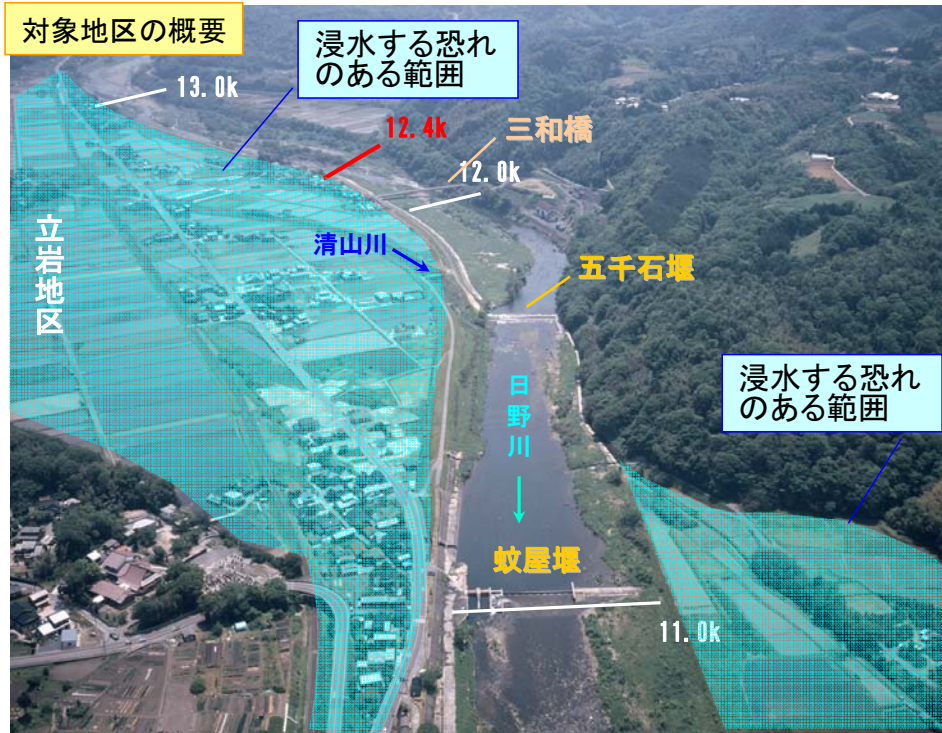 対象地区の概要
浸水する恐れ
のある範囲
13.0k
12.4k
三和橋
12.0k
清山川
立岩地区
五千石堰
浸水する恐れ
のある範囲
日野川
蚊屋堰
11.0k